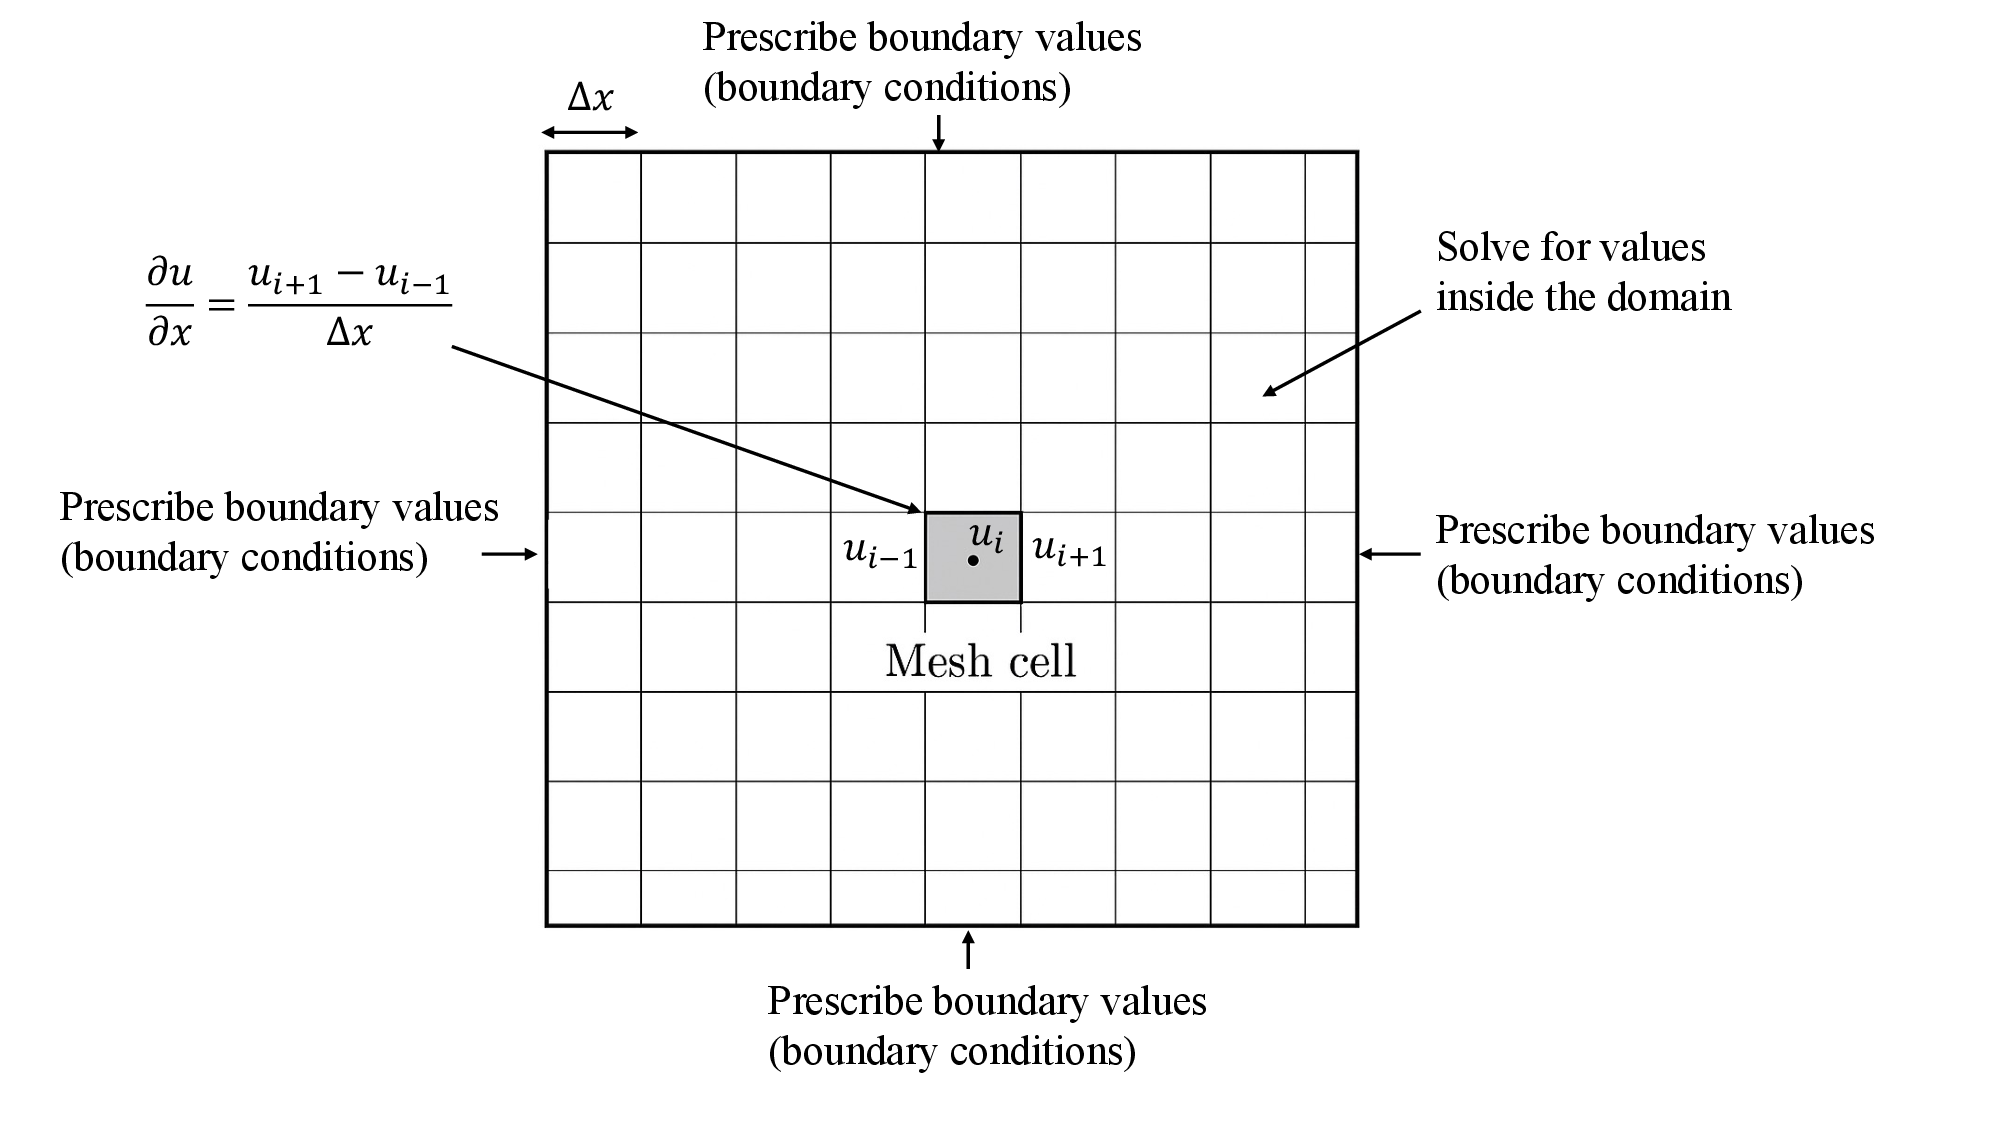 Prescribe boundary values
(boundary conditions)
Δx
∂u/∂x = (u_{i+1} − u_{i−1})/Δx
Solve for values
inside the domain
Prescribe boundary values
(boundary conditions)
u_{i−1} u_i u_{i+1}
Prescribe boundary values
(boundary conditions)
Mesh cell
Prescribe boundary values
(boundary conditions)